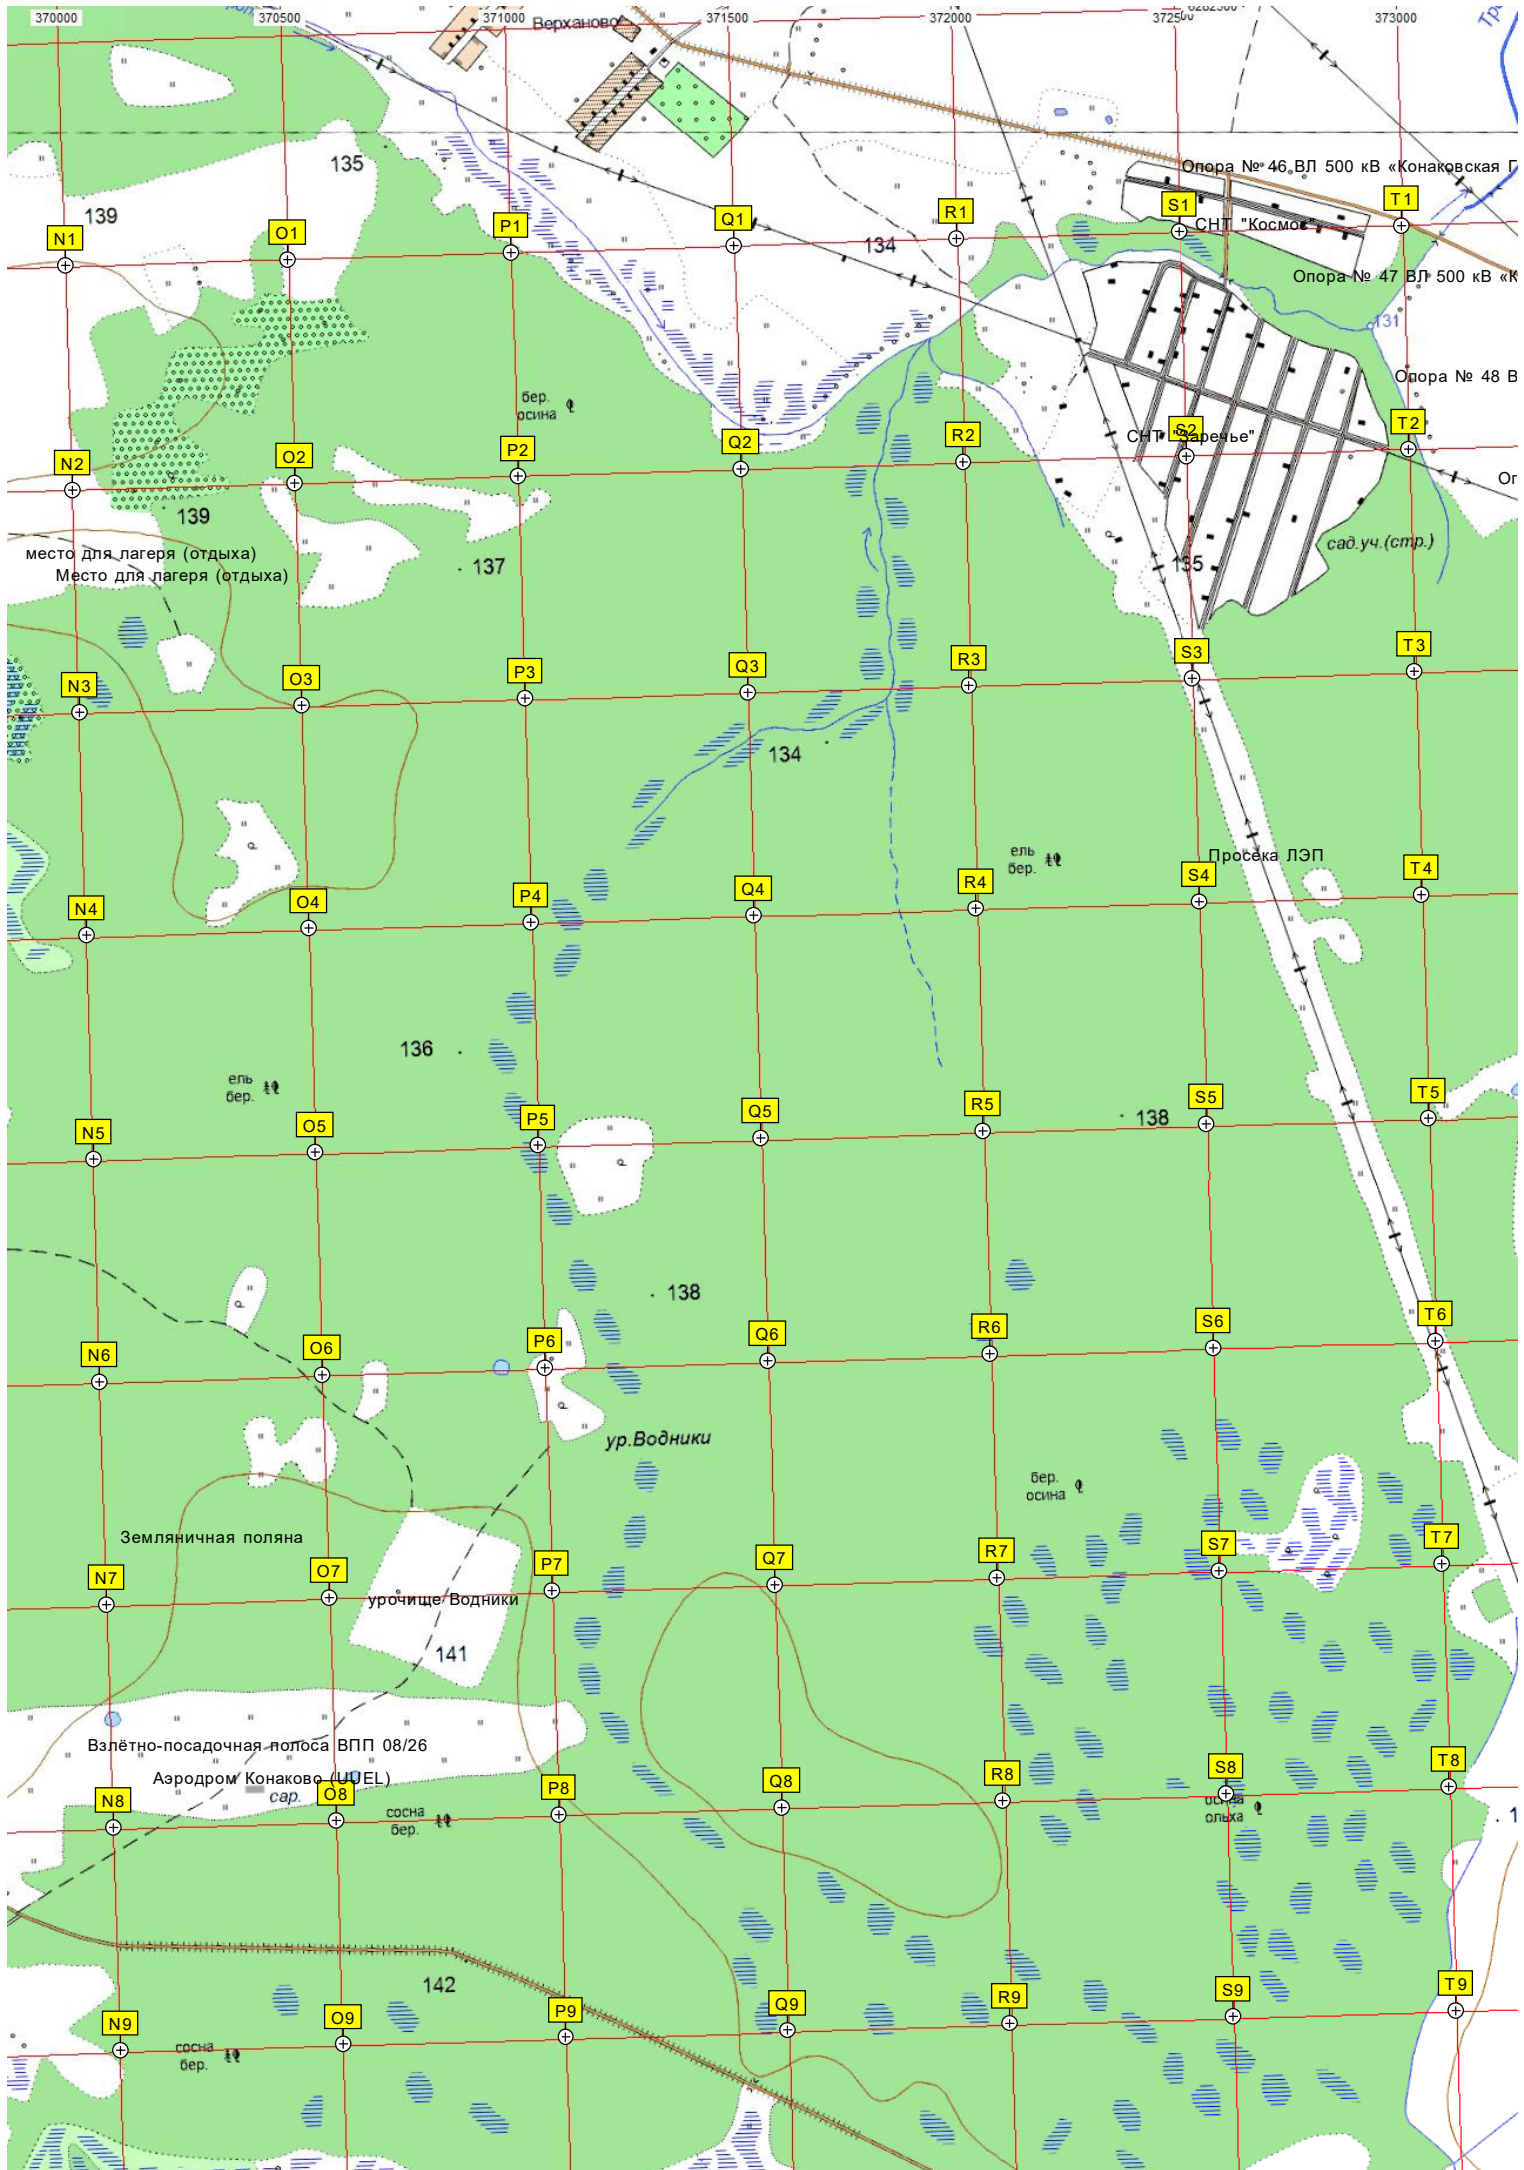 370000
370500
371000
371500
372000
372500
373000
Верханово
135
Опора № 46 ВЛ 500 кВ «Конаковская Г
139
N1
O1
P1
Q1
R1
S1
T1
134
СНТ "Космос"
Опора № 47 ВЛ 500 кВ «К
131
Опора № 48 В
бер.
осина
N2
O2
P2
Q2
R2
S2
T2
СНТ "Заречье"
139
137
135
сад.уч.(стр.)
место для лагеря (отдыха)
Место для лагеря (отдыха)
N3
O3
P3
Q3
R3
S3
T3
134
ель
бер.
Просека ЛЭП
N4
O4
P4
Q4
R4
S4
T4
136
ель
бер.
138
N5
O5
P5
Q5
R5
S5
T5
138
N6
O6
P6
Q6
R6
S6
T6
ур.Водники
бер.
осина
Земляничная поляна
N7
O7
P7
Q7
R7
S7
T7
урочище Водники
141
Взлётно-посадочная полоса ВПП 08/26
Аэродром Конаково (UUEL)
сар.
N8
O8
P8
Q8
R8
S8
T8
сосна
бер.
ольха
142
N9
O9
P9
Q9
R9
S9
T9
сосна
бер.